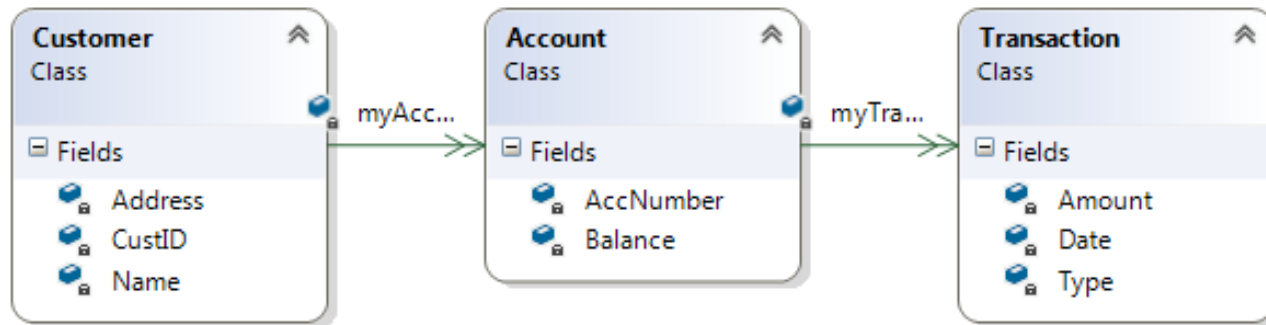 Customer
Class
Fields
Address
CustID
Name
myAcc...
Account
Class
Fields
AccNumber
Balance
myTra...
Transaction
Class
Fields
Amount
Date
Type